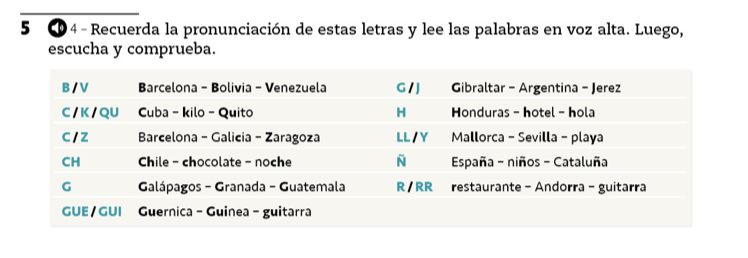 5 4 - Recuerda la pronunciación de estas letras y lee las palabras en voz alta. Luego,
escucha y comprueba.
B / V Barcelona - Bolivia - Venezuela G / J Gibraltar - Argentina - Jerez
C / K / QU Cuba - kilo - Quito H Honduras - hotel - hola
C / Z Barcelona - Galicia - Zaragoza LL / Y Mallorca - Sevilla - playa
CH Chile - chocolate - noche Ñ España - niños - Cataluña
G Galápagos - Granada - Guatemala R / RR restaurante - Andorra - guitarra
GUE / GUI Guernica - Guinea - guitarra